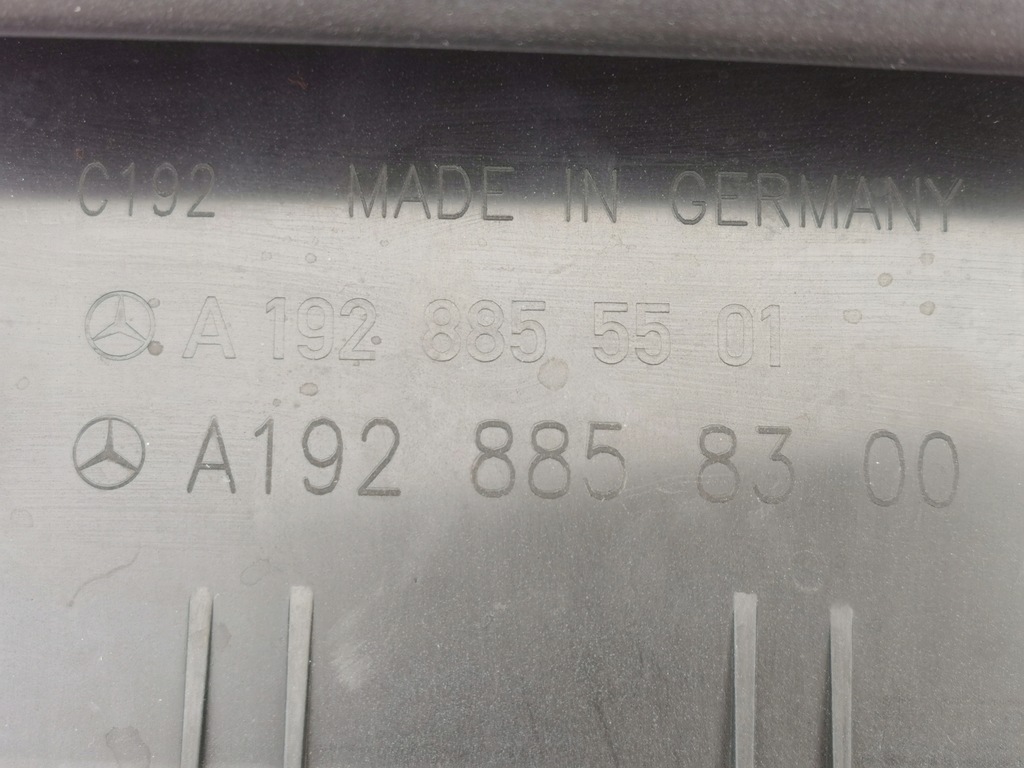 C192 MADE IN GERMANY
A 192 885 55 01
A192 885 83 00